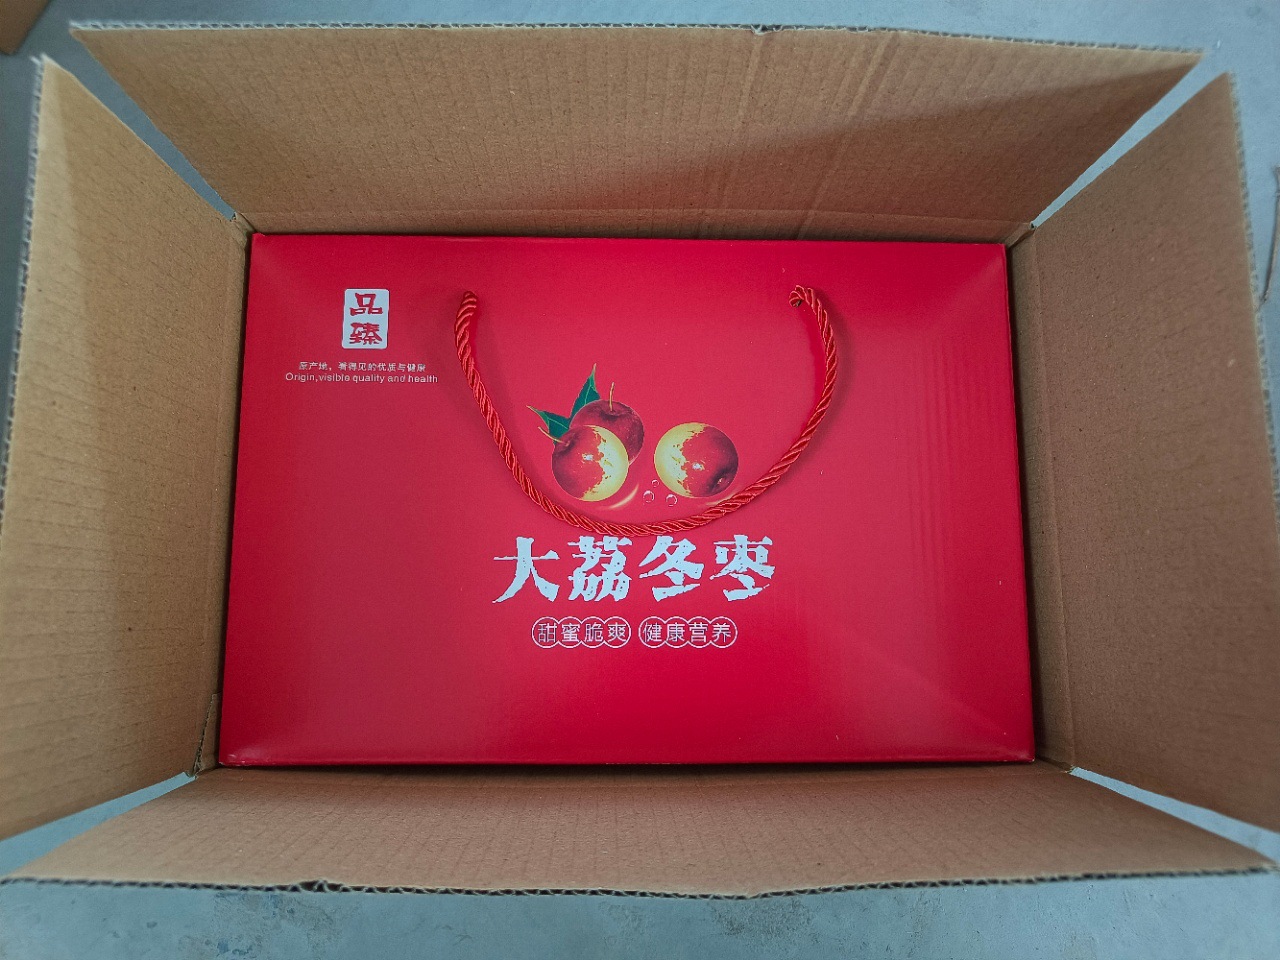 品
臻
原产地，看得见的优质与健康
Origin,visible quality and health
大荔冬枣
甜蜜脆爽 健康营养